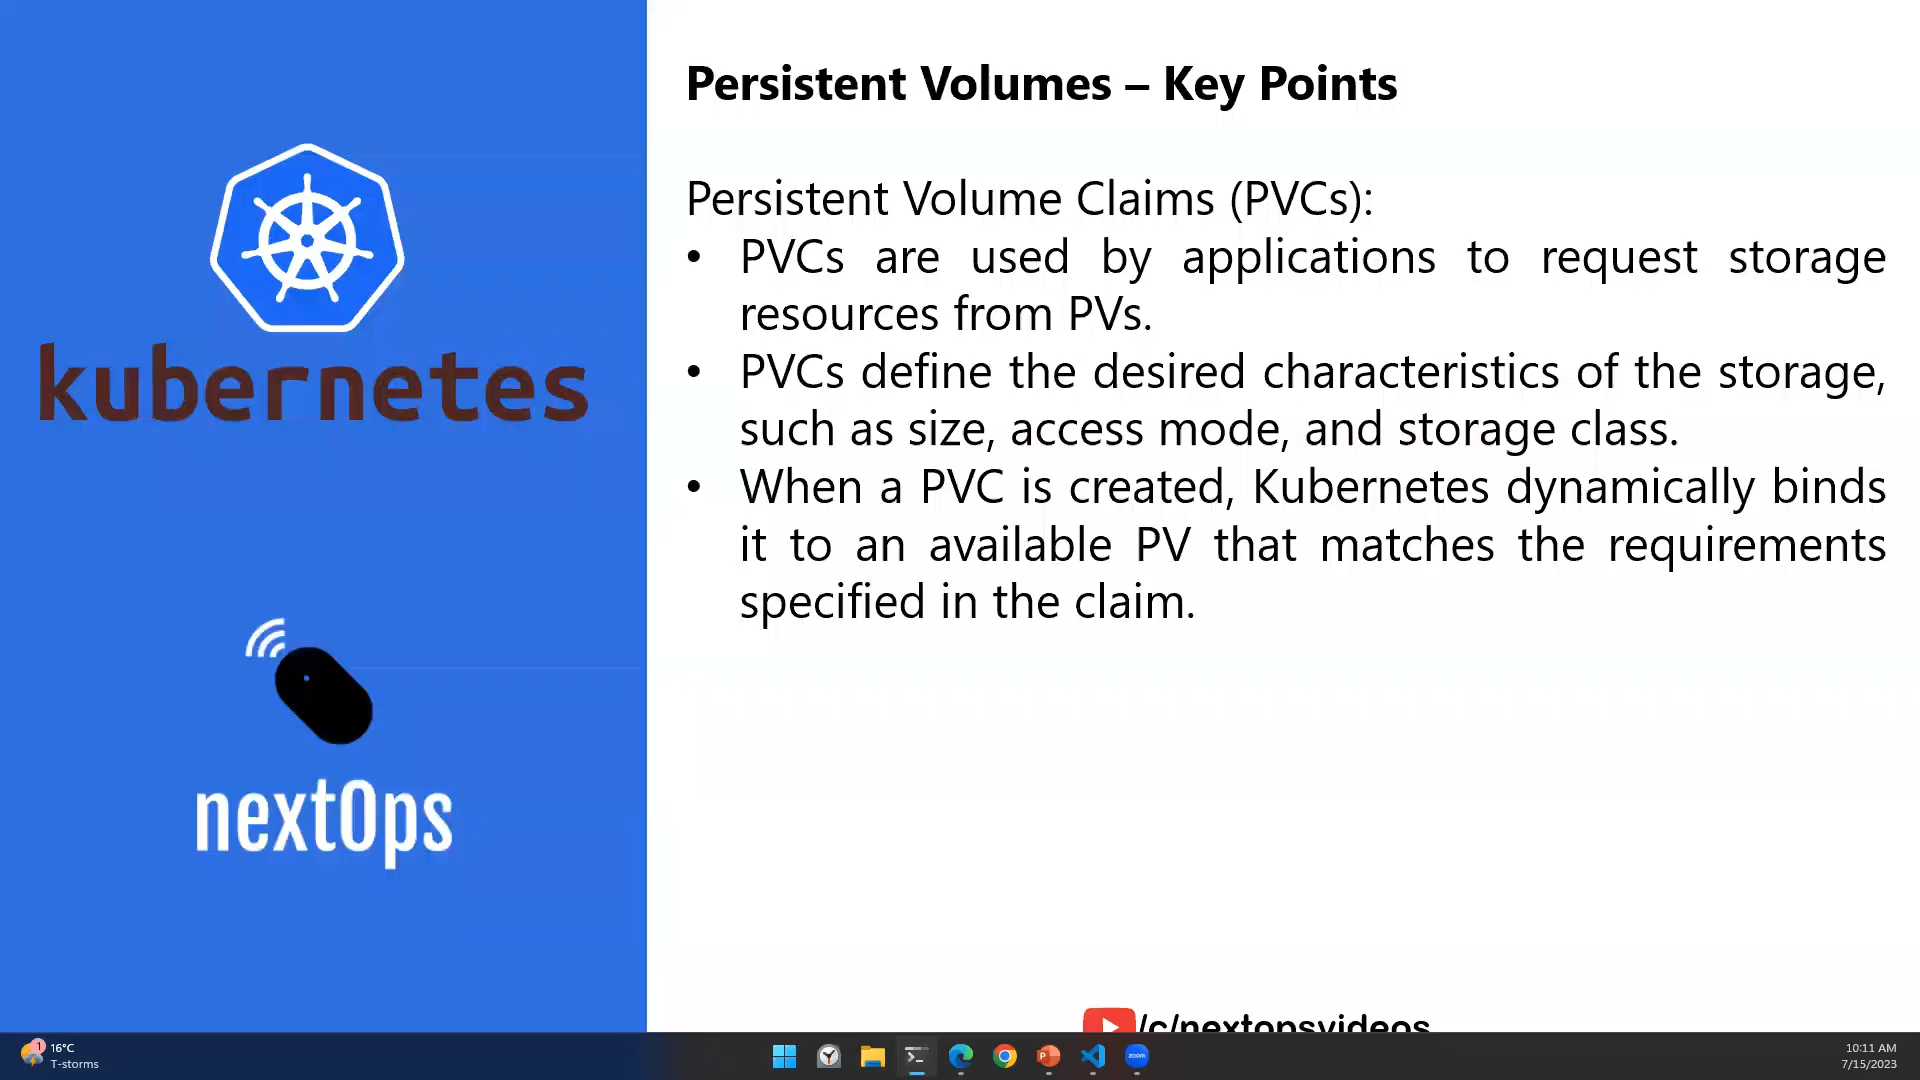 Persistent Volumes – Key Points
Persistent Volume Claims (PVCs):
• PVCs are used by applications to request storage
resources from PVs.
• PVCs define the desired characteristics of the storage,
such as size, access mode, and storage class.
• When a PVC is created, Kubernetes dynamically binds
it to an available PV that matches the requirements
specified in the claim.
kubernetes
nextOps
/c/nextopsvideos
1
16°C
T-storms
P
zoom
10:11 AM
7/15/2023